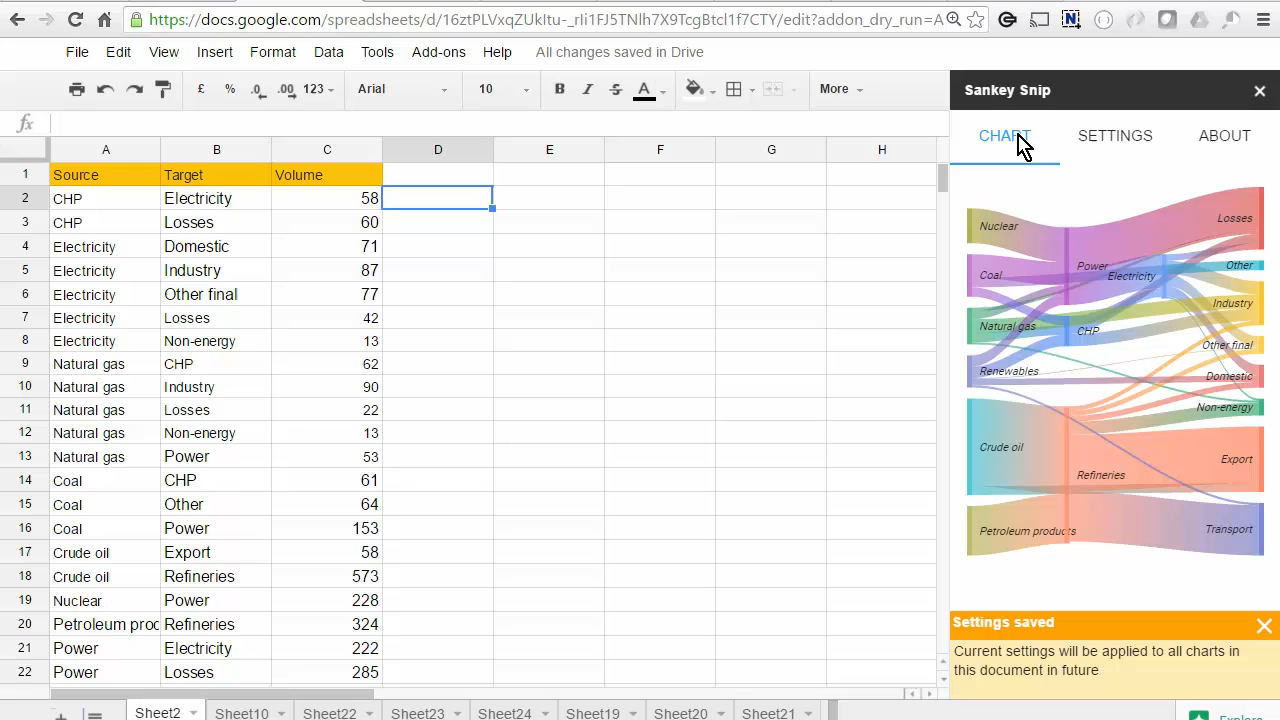 https://docs.google.com/spreadsheets/d/16ztPLVxqZUkItu-_rIi1FJ5TNlh7X9TcgBtcl1f7CTY/edit?addon_dry_run=A
File Edit View Insert Format Data Tools Add-ons Help All changes saved in Drive
£ % .0 .00 123 Arial 10 B I S A More
fx
A B C D E F G H
1 Source Target Volume
2 CHP Electricity 58
3 CHP Losses 60
4 Electricity Domestic 71
5 Electricity Industry 87
6 Electricity Other final 77
7 Electricity Losses 42
8 Electricity Non-energy 13
9 Natural gas CHP 62
10 Natural gas Industry 90
11 Natural gas Losses 22
12 Natural gas Non-energy 13
13 Natural gas Power 53
14 Coal CHP 61
15 Coal Other 64
16 Coal Power 153
17 Crude oil Export 58
18 Crude oil Refineries 573
19 Nuclear Power 228
20 Petroleum proc Refineries 324
21 Power Electricity 222
22 Power Losses 285
Sheet2 Sheet10 Sheet22 Sheet23 Sheet24 Sheet19 Sheet20 Sheet21
Sankey Snip
CHART SETTINGS ABOUT
Losses
Nuclear
Other
Power
Coal
Electricity
Industry
Natural gas
CHP
Other final
Renewables
Domestic
Non-energy
Crude oil
Export
Refineries
Transport
Petroleum products
Settings saved
Current settings will be applied to all charts in
this document in future
Explore